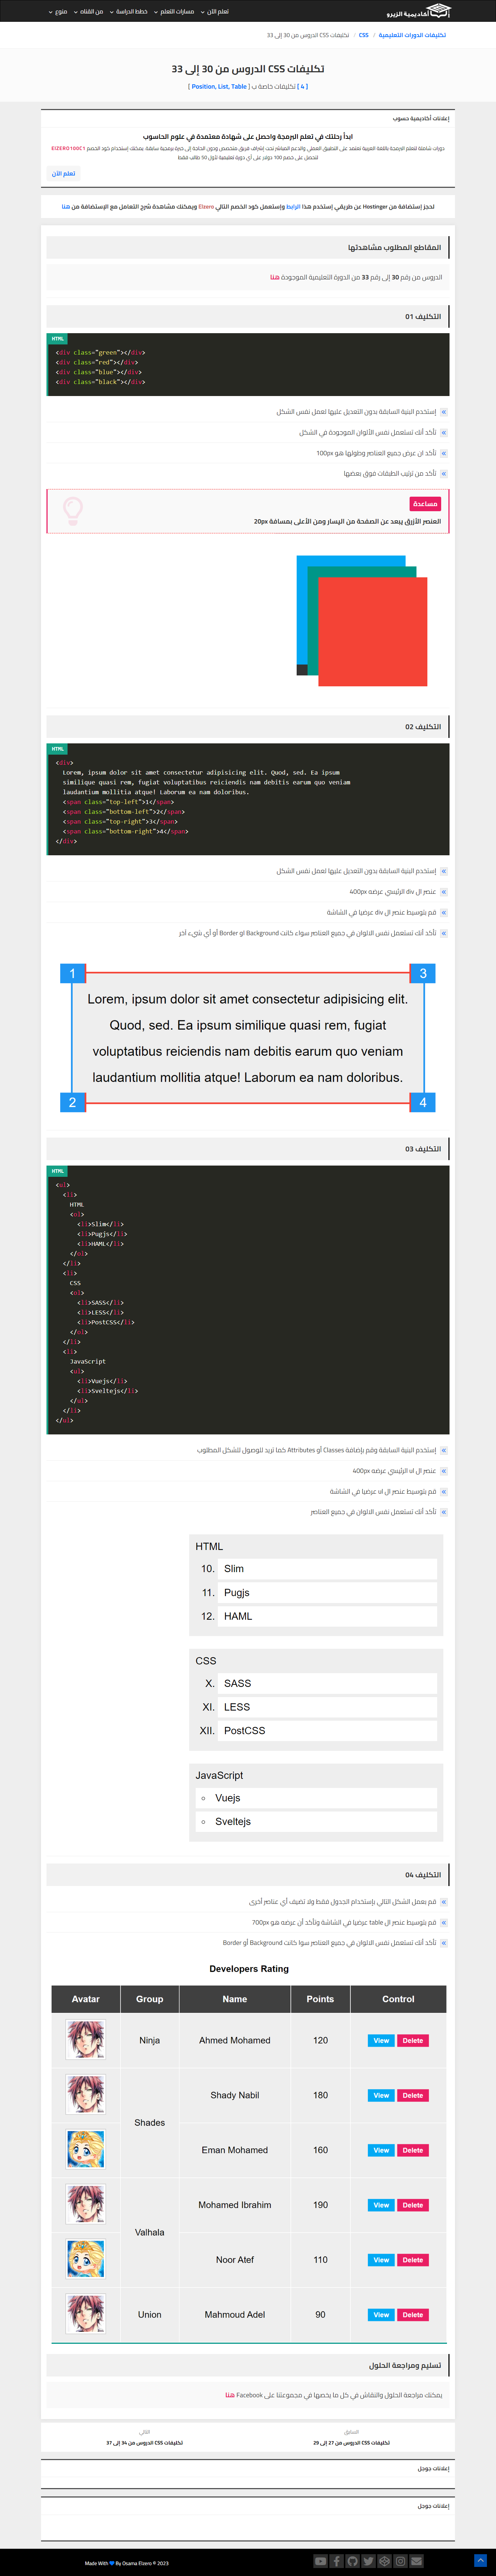 أكاديمية الزيرو
تعلم الآن
مسارات التعلم
خطط الدراسة
من القناه
منوع
تكليفات الدورات التعليمية / CSS / تكليفات CSS الدروس من 30 إلى 33
تكليفات CSS الدروس من 30 إلى 33
[ 4 ] تكليفات خاصة ب [ Position, List, Table ]
إعلانات أكاديمية حسوب
ابدأ رحلتك في تعلم البرمجة واحصل على شهادة معتمدة في علوم الحاسوب
دورات شاملة لتعلم البرمجة باللغة العربية تعتمد على التطبيق العملي والدعم المباشر تحت إشراف فريق متخصص ودون الحاجة إلى خبرة برمجية سابقة. يمكنك إستخدام كود الخصم ElZERO100C1
لتحصل على خصم 100 دولار على أي دورة تعليمية لأول 50 طالب فقط
تعلم الآن
لحجز إستضافة من Hostinger عن طريقي إستخدم هذا الرابط وإستعمل كود الخصم التالي Elzero ويمكنك مشاهدة شرح التعامل مع الإستضافة من هنا
المقاطع المطلوب مشاهدتها
الدروس من رقم 30 إلى رقم 33 من الدورة التعليمية الموجودة هنا
التكليف 01
HTML
<div class="green"></div>
<div class="red"></div>
<div class="blue"></div>
<div class="black"></div>
إستخدم البنية السابقة بدون التعديل عليها لعمل نفس الشكل
تأكد أنك تستعمل نفس الألوان الموجودة في الشكل
تأكد ان عرض جميع العناصر وطولها هو 100px
تأكد من ترتيب الطبقات فوق بعضها
مساعدة
العنصر الأزرق يبعد عن الصفحة من اليسار ومن الأعلى بمسافة 20px
التكليف 02
HTML
<div>
Lorem, ipsum dolor sit amet consectetur adipisicing elit. Quod, sed. Ea ipsum
similique quasi rem, fugiat voluptatibus reiciendis nam debitis earum quo veniam
laudantium mollitia atque! Laborum ea nam doloribus.
<span class="top-left">1</span>
<span class="bottom-left">2</span>
<span class="top-right">3</span>
<span class="bottom-right">4</span>
</div>
إستخدم البنية السابقة بدون التعديل عليها لعمل نفس الشكل
عنصر ال div الرئيسي عرضه 400px
قم بتوسيط عنصر ال div عرضيا في الشاشة
تأكد أنك تستعمل نفس الالوان في جميع العناصر سواء كانت Background او Border أو أي شيء آخر
1
3
Lorem, ipsum dolor sit amet consectetur adipisicing elit.
Quod, sed. Ea ipsum similique quasi rem, fugiat
voluptatibus reiciendis nam debitis earum quo veniam
laudantium mollitia atque! Laborum ea nam doloribus.
2
4
التكليف 03
HTML
<ul>
<li>
HTML
<ol>
<li>Slim</li>
<li>Pugjs</li>
<li>HAML</li>
</ol>
</li>
<li>
CSS
<ol>
<li>SASS</li>
<li>LESS</li>
<li>PostCSS</li>
</ol>
</li>
<li>
JavaScript
<ul>
<li>Vuejs</li>
<li>Sveltejs</li>
</ul>
</li>
</ul>
إستخدم البنية السابقة وقم بإضافة Classes أو Attributes كما تريد للوصول للشكل المطلوب
عنصر ال ul الرئيسي عرضه 400px
قم بتوسيط عنصر ال ul عرضيا في الشاشة
تأكد أنك تستعمل نفس الالوان في جميع العناصر
HTML
10. Slim
11. Pugjs
12. HAML
CSS
X. SASS
XI. LESS
XII. PostCSS
JavaScript
Vuejs
Sveltejs
التكليف 04
قم بعمل الشكل التالي بإستخدام الجدول فقط ولا تضيف أي عناصر أخرى
قم بتوسيط عنصر ال table عرضيا في الشاشة وتأكد أن عرضه هو 700px
تأكد أنك تستعمل نفس الالوان في جميع العناصر سوا كانت Background أو Border
Developers Rating
Avatar Group Name Points Control
Ninja Ahmed Mohamed 120 View Delete
Shady Nabil 180 View Delete
Shades
Eman Mohamed 160 View Delete
Mohamed Ibrahim 190 View Delete
Valhala
Noor Atef 110 View Delete
Union Mahmoud Adel 90 View Delete
تسليم ومراجعة الحلول
يمكنك مراجعة الحلول والنقاش في كل ما يخصها في مجموعتنا على Facebook هنا
السابق
تكليفات CSS الدروس من 27 إلى 29
التالي
تكليفات CSS الدروس من 34 إلى 37
إعلانات جوجل
إعلانات جوجل
Made With 💙 By Osama Elzero © 2023